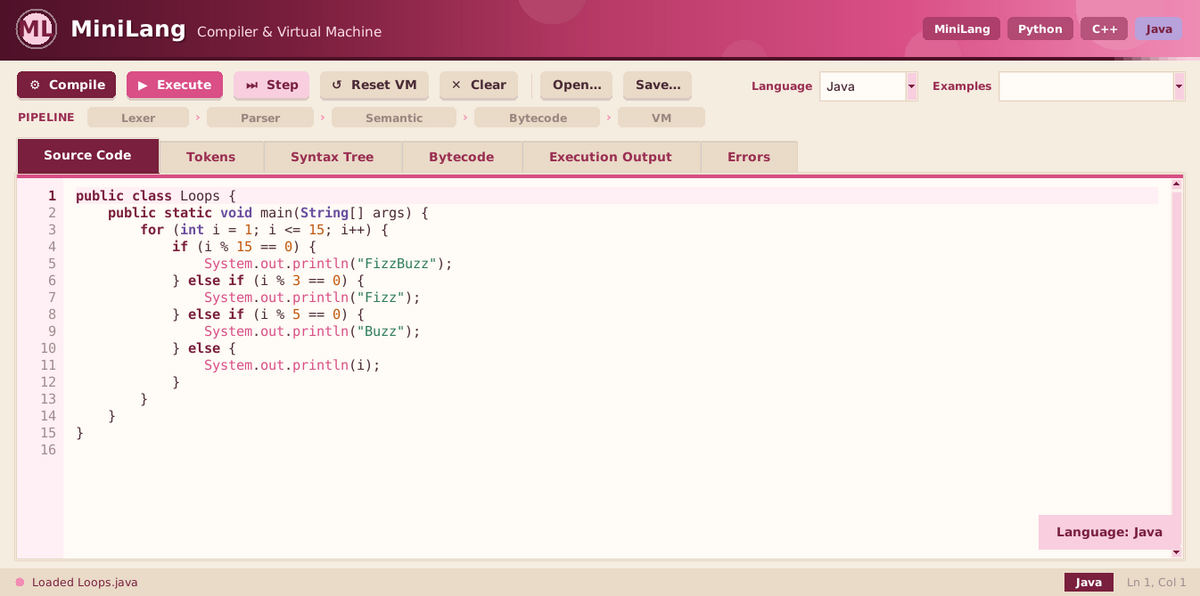 ML MiniLang Compiler & Virtual Machine MiniLang Python C++ Java
⚙ Compile ▶ Execute ⏭ Step ↺ Reset VM ✕ Clear Open... Save... Language Java Examples
PIPELINE Lexer › Parser › Semantic › Bytecode › VM
Source Code Tokens Syntax Tree Bytecode Execution Output Errors
1 public class Loops {
2     public static void main(String[] args) {
3         for (int i = 1; i <= 15; i++) {
4             if (i % 15 == 0) {
5                 System.out.println("FizzBuzz");
6             } else if (i % 3 == 0) {
7                 System.out.println("Fizz");
8             } else if (i % 5 == 0) {
9                 System.out.println("Buzz");
10             } else {
11                 System.out.println(i);
12             }
13         }
14     }
15 }
16
Language: Java
Loaded Loops.java Java Ln 1, Col 1